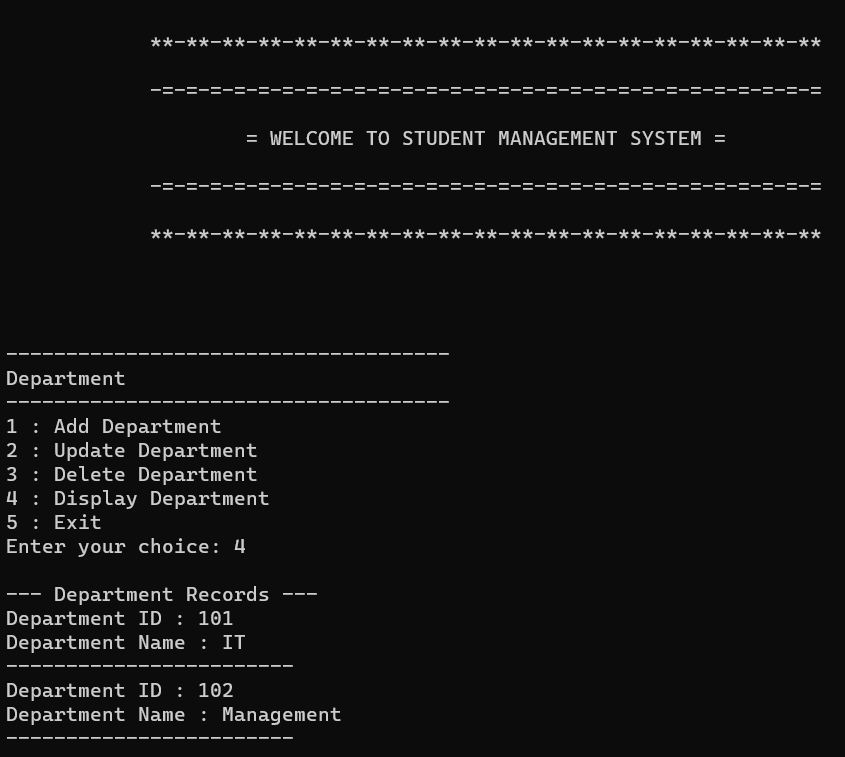 **-**-**-**-**-**-**-**-**-**-**-**-**-**-**-**-**-**-**
-=-=-=-=-=-=-=-=-=-=-=-=-=-=-=-=-=-=-=-=-=-=-=-=-=-=-=-=
= WELCOME TO STUDENT MANAGEMENT SYSTEM =
-=-=-=-=-=-=-=-=-=-=-=-=-=-=-=-=-=-=-=-=-=-=-=-=-=-=-=-=
**-**-**-**-**-**-**-**-**-**-**-**-**-**-**-**-**-**-**
-------------------------------------
Department
-------------------------------------
1 : Add Department
2 : Update Department
3 : Delete Department
4 : Display Department
5 : Exit
Enter your choice: 4
--- Department Records ---
Department ID : 101
Department Name : IT
------------------------
Department ID : 102
Department Name : Management
------------------------